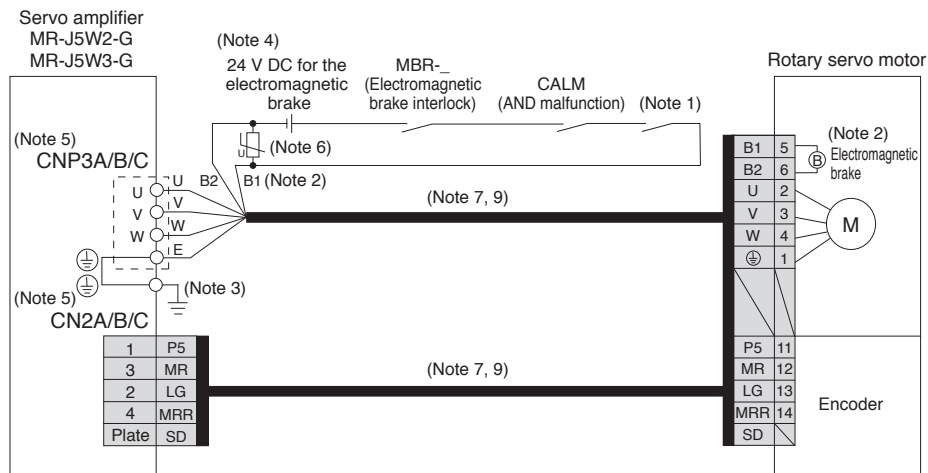 Servo amplifier
MR-J5W2-G
MR-J5W3-G
(Note 4)
24 V DC for the
electromagnetic
brake
MBR-_
(Electromagnetic
brake interlock)
CALM
(AND malfunction)
(Note 1)
Rotary servo motor
(Note 5)
CNP3A/B/C
U
(Note 6)
B2
B1
(Note 2)
U
U
V
V
W
W
E
(Note 7, 9)
(Note 3)
B1 5
B2 6
U 2
V 3
W 4
1
(Note 2)
B
Electromagnetic
brake
M
(Note 5)
CN2A/B/C
1 P5
3 MR
2 LG
4 MRR
Plate SD
(Note 7, 9)
P5 11
MR 12
LG 13
MRR 14
SD
Encoder